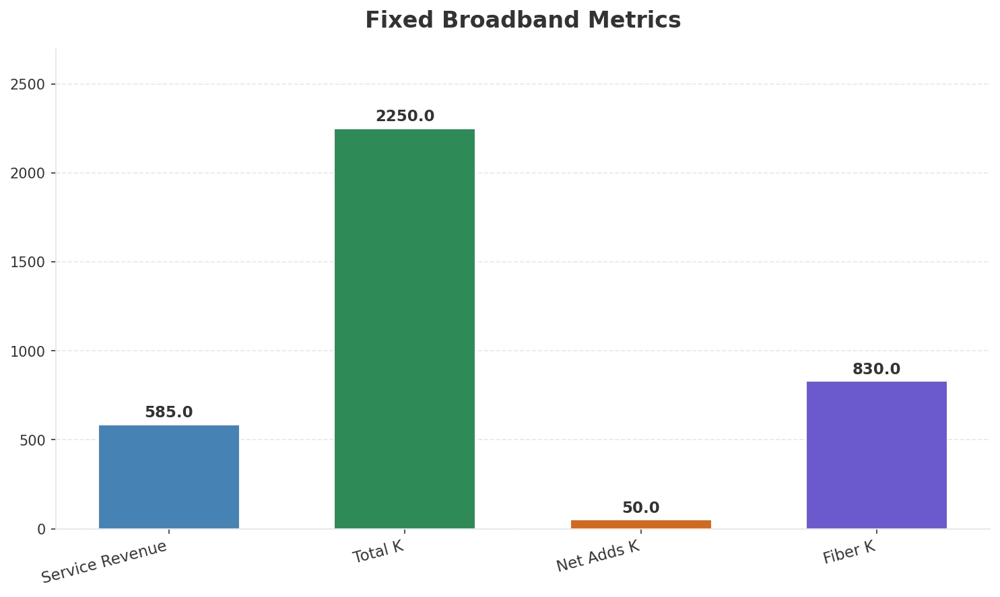 Fixed Broadband Metrics
2500
2000
1500
1000
500
0
585.0
2250.0
50.0
830.0
Service Revenue
Total K
Net Adds K
Fiber K